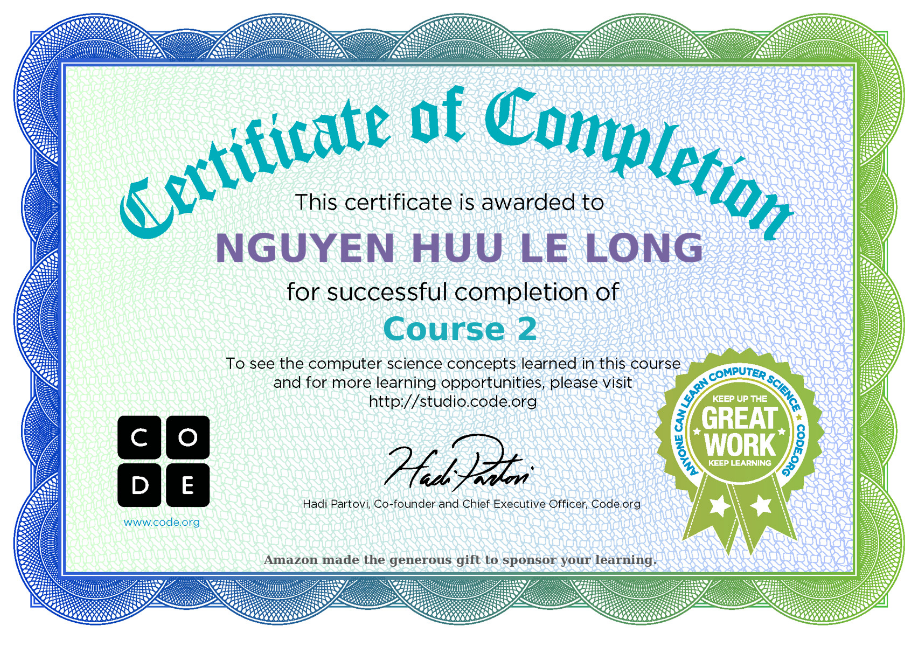 Certificate of Completion
This certificate is awarded to
NGUYEN HUU LE LONG
for successful completion of
Course 2
To see the computer science concepts learned in this course
and for more learning opportunities, please visit
http://studio.code.org
C O
D E
www.code.org
Hadi Partovi
Hadi Partovi, Co-founder and Chief Executive Officer, Code.org
ANYONE CAN LEARN COMPUTER SCIENCE ★ CODE.ORG
KEEP UP THE
GREAT
WORK
KEEP LEARNING
Amazon made the generous gift to sponsor your learning.